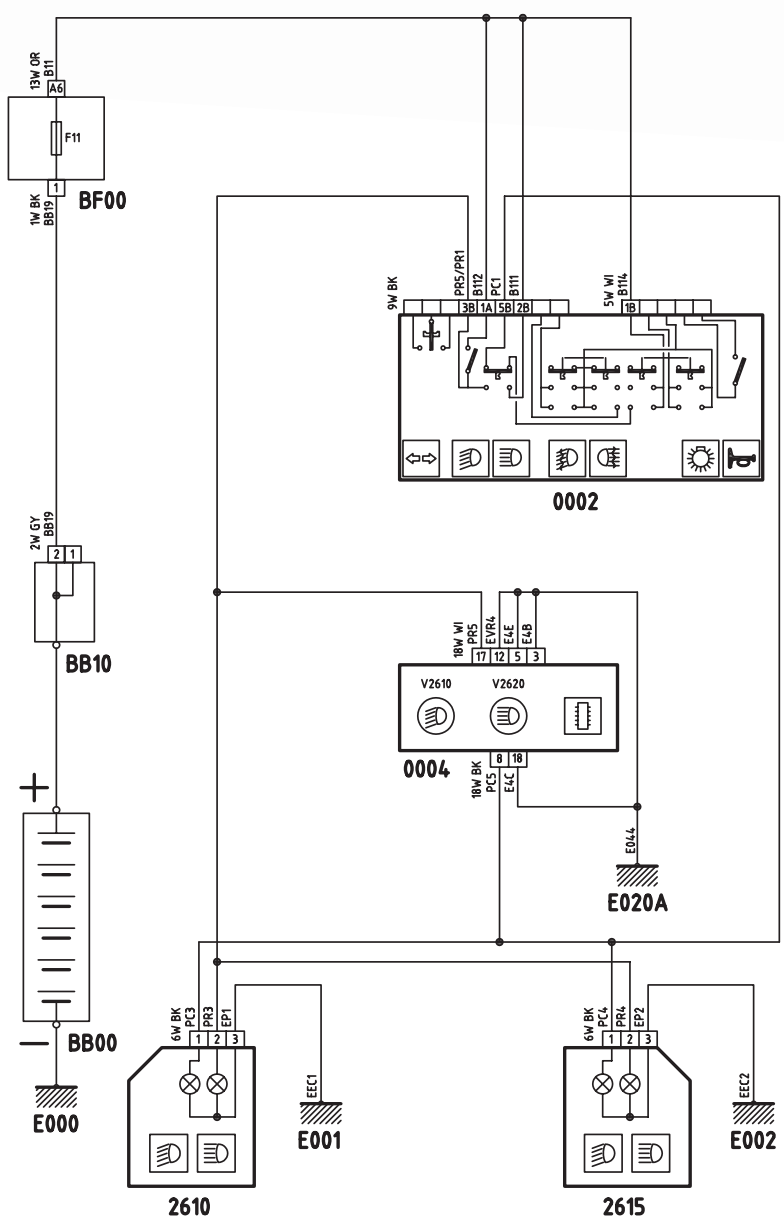 13W OR
B11
A6
F11
1
1W BK
BB19
BF00
9W BK
PR5/PR1
B112
PC1
B111
5W WI
B114
3B 1A 5B 2B
1B
0002
2W GY
BB19
2 1
BB10
18W WI
PR5
EVR4
E4E
E4B
17 12 5 3
V2610 V2620
0004
8 18
18W BK
PC5
E4C
E044
E020A
+
-
BB00
E000
6W BK
PC3
PR3
EP1
1 2 3
EEC1
E001
2610
6W BK
PC4
PR4
EP2
1 2 3
EEC2
E002
2615